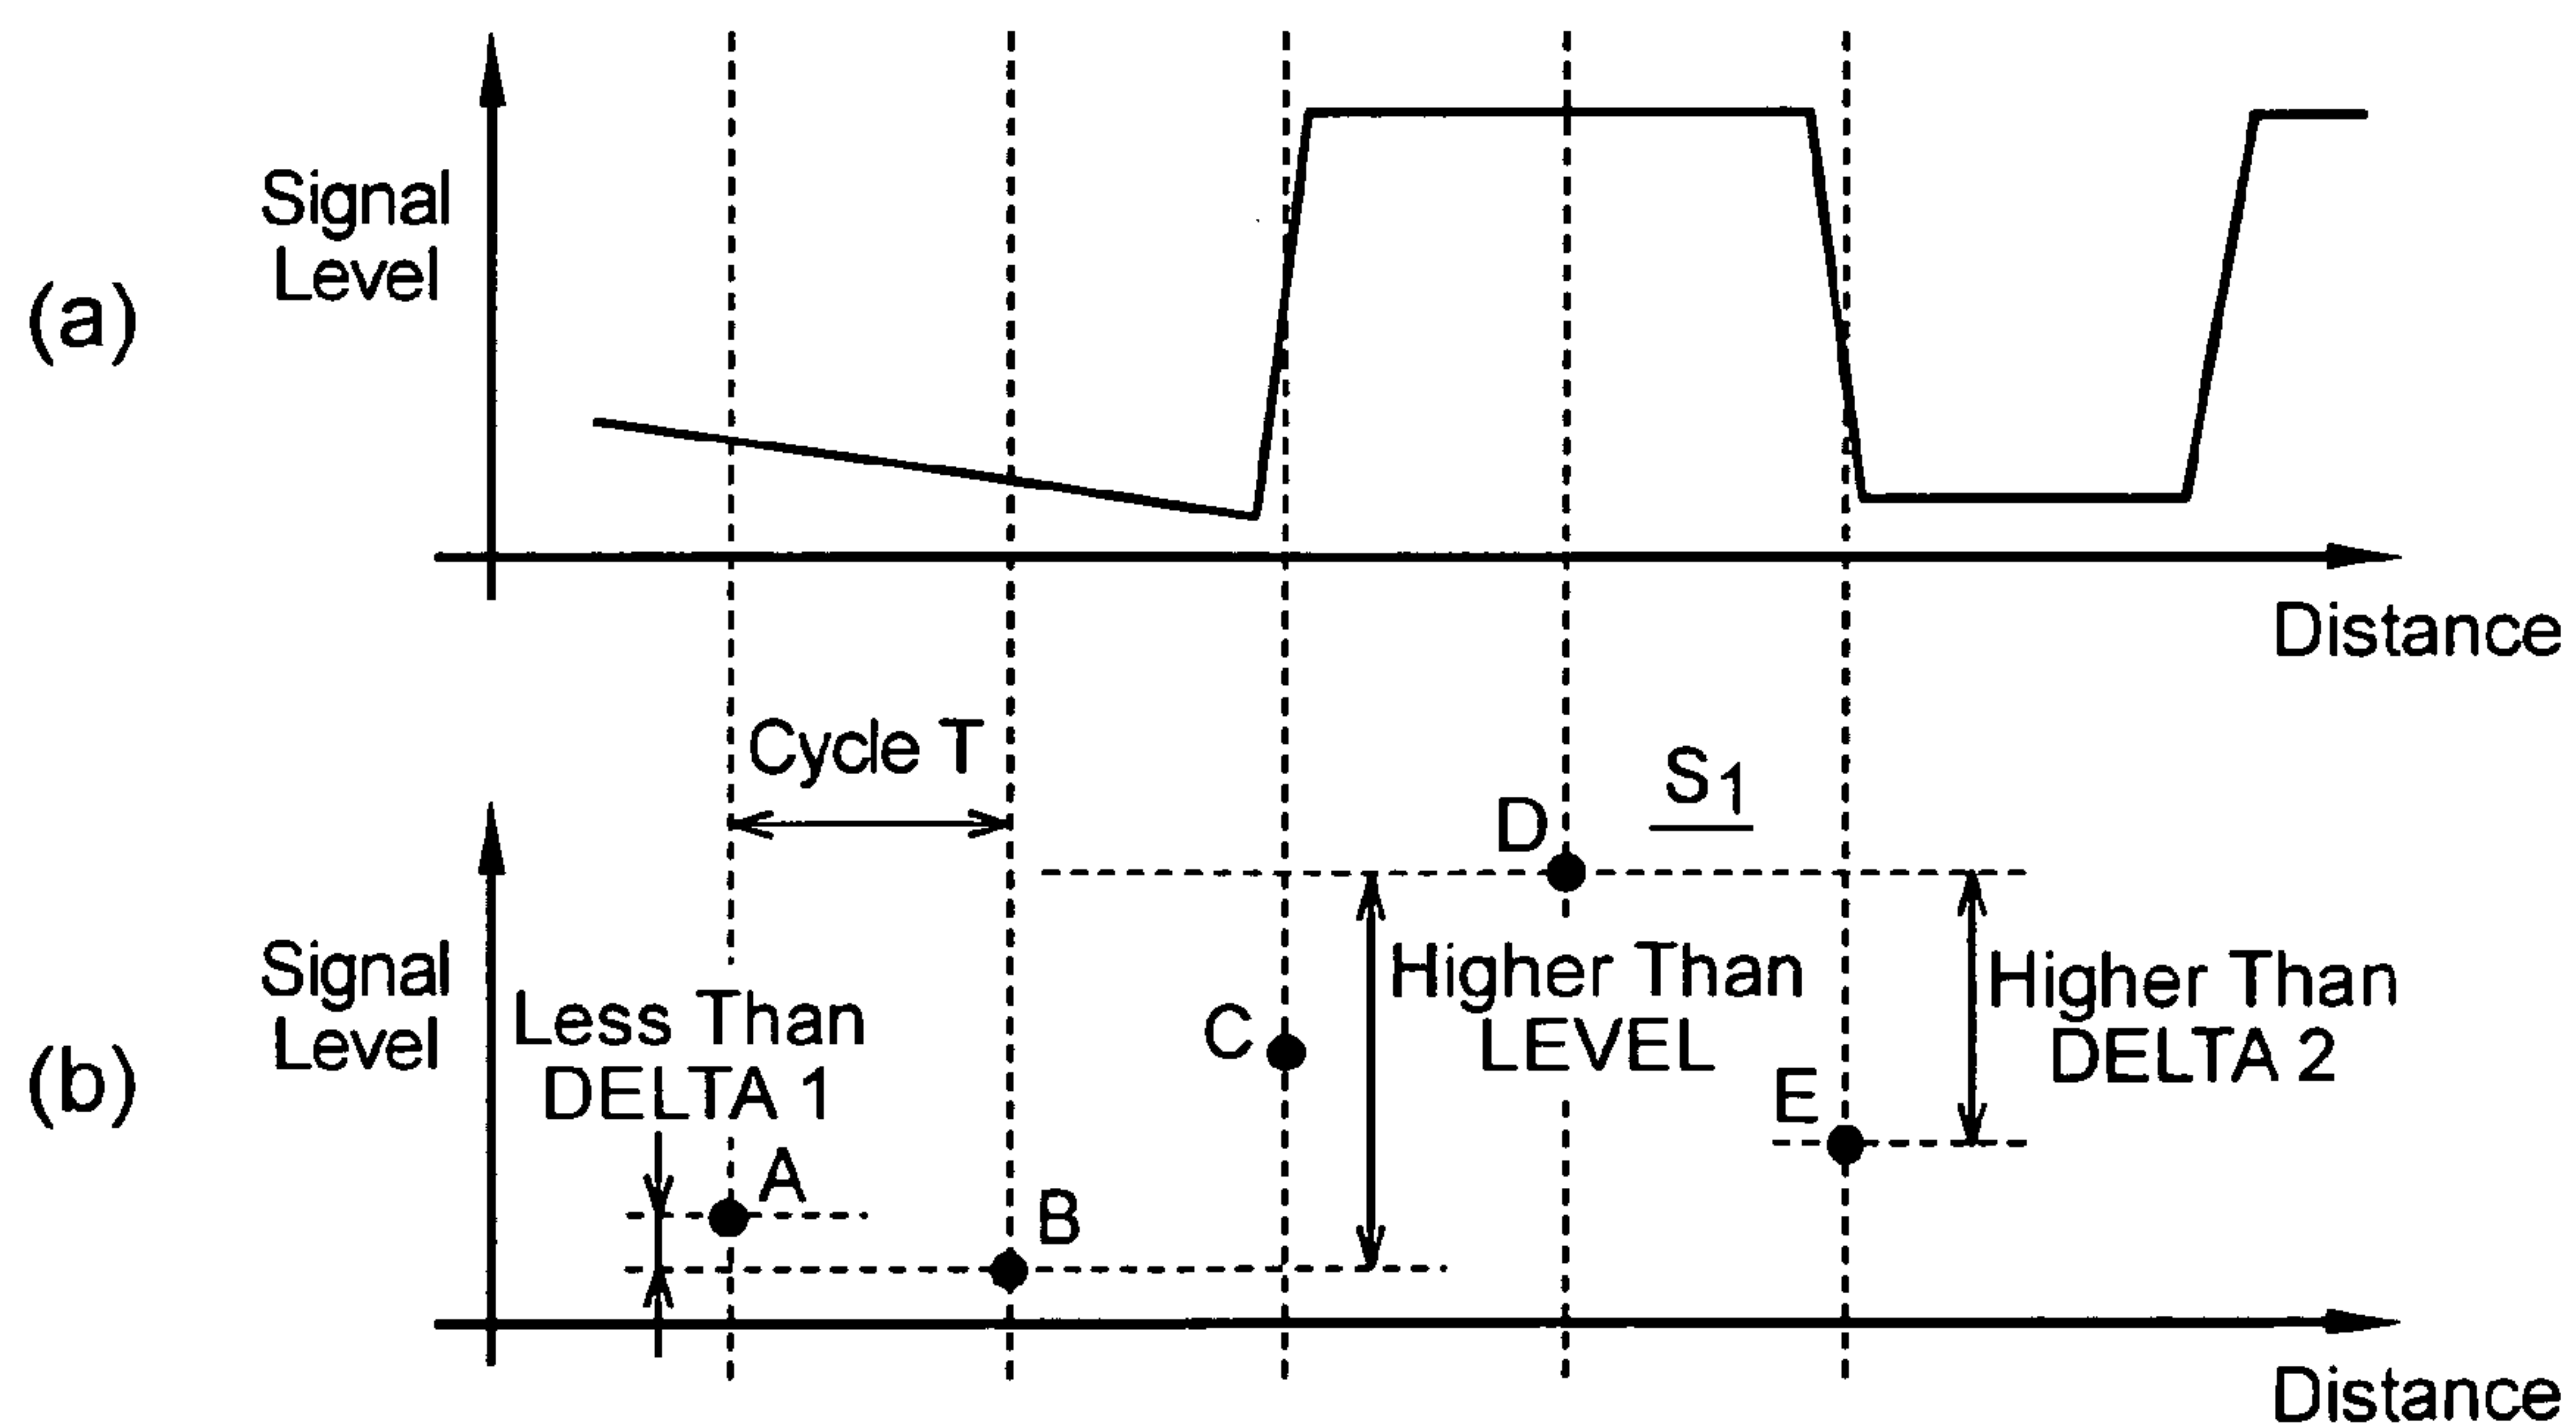 (a)
Signal
Level
Distance
Cycle T
S1
D
(b)
Signal
Level
Less Than
DELTA 1
Higher Than
LEVEL
Higher Than
DELTA 2
C
E
A
B
Distance